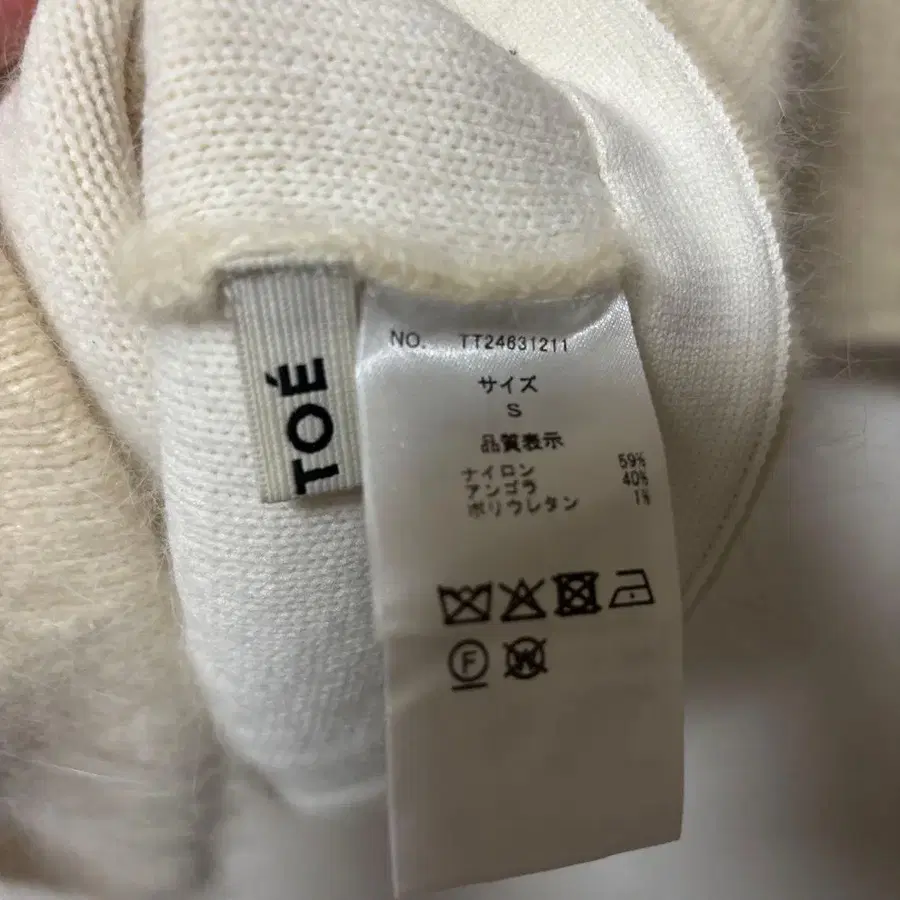 TOÉ
NO. TT24631211
サイズ
S
品質表示
ナイロン 59%
アンゴラ 40%
ポリウレタン 1%
F
W